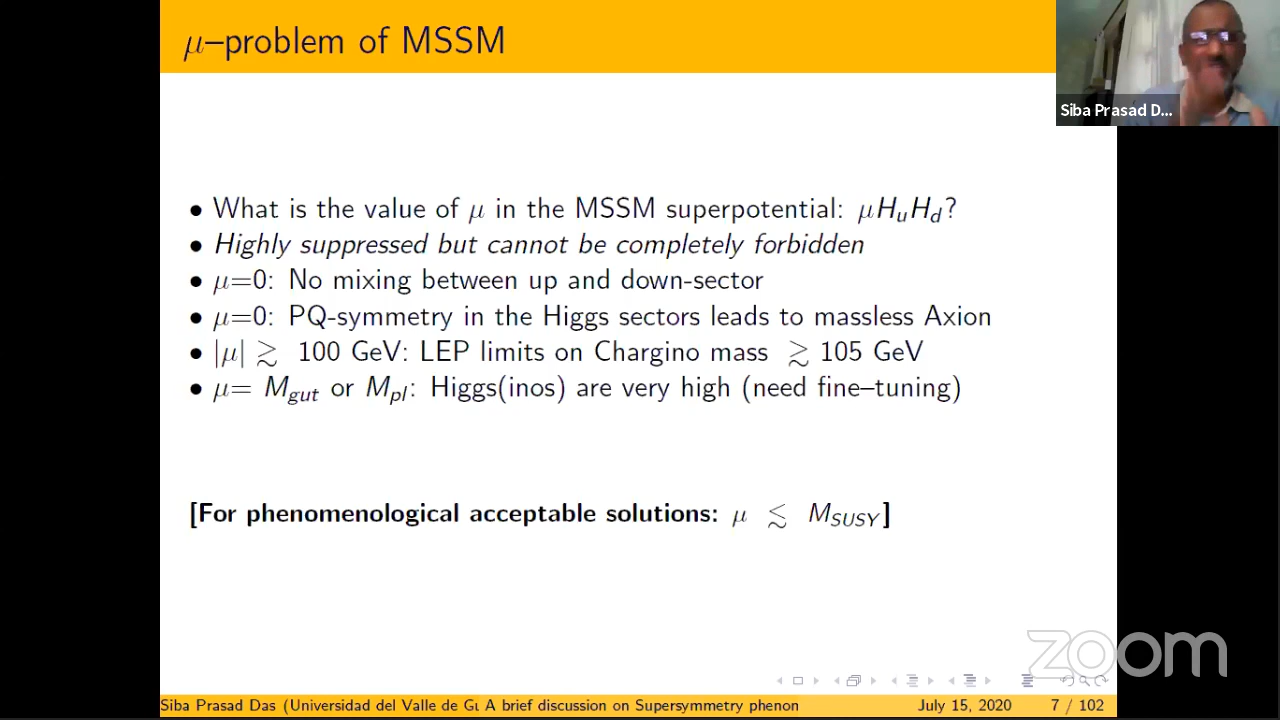 μ–problem of MSSM
Siba Prasad D...
• What is the value of μ in the MSSM superpotential: μH_uH_d?
• Highly suppressed but cannot be completely forbidden
• μ=0: No mixing between up and down-sector
• μ=0: PQ-symmetry in the Higgs sectors leads to massless Axion
• |μ| ≳ 100 GeV: LEP limits on Chargino mass ≳ 105 GeV
• μ= M_gut or M_pl: Higgs(inos) are very high (need fine–tuning)
[For phenomenological acceptable solutions: μ ≲ M_SUSY]
zoom
Siba Prasad Das (Universidad del Valle de Gu A brief discussion on Supersymmetry phenon July 15, 2020 7 / 102